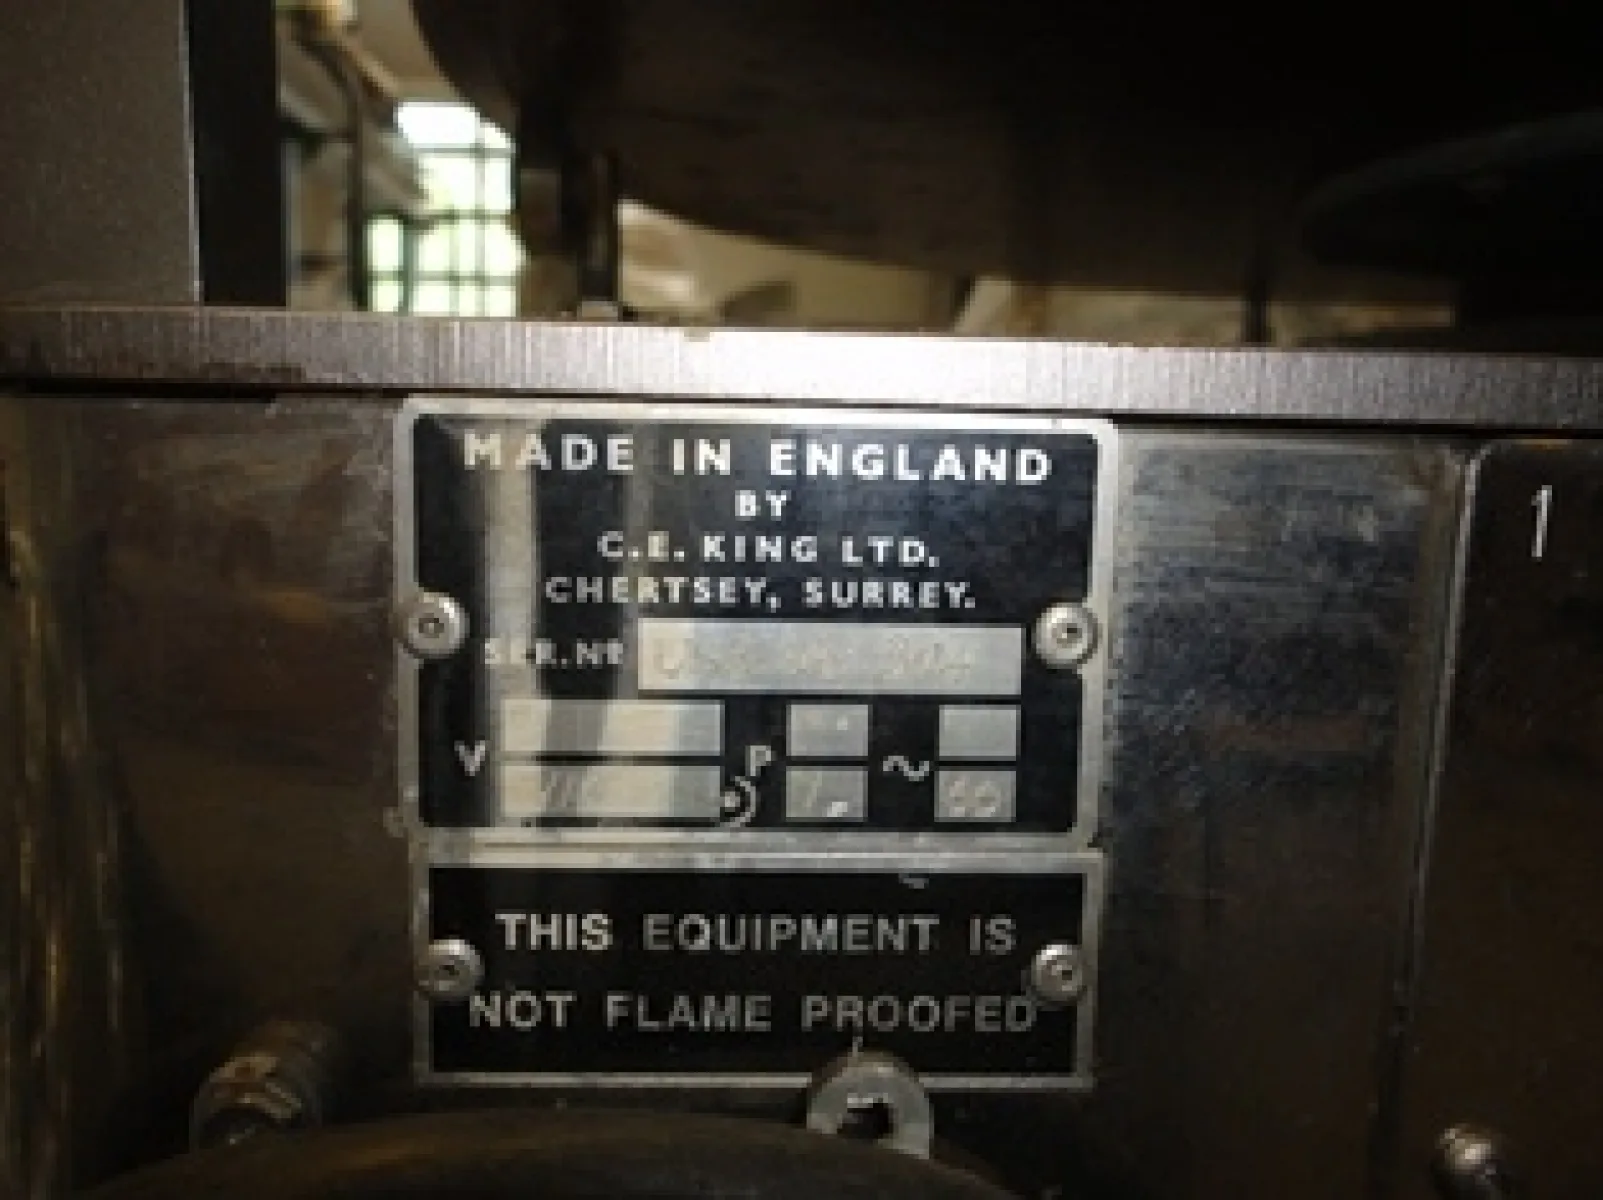 MADE IN ENGLAND
BY
C.E. KING LTD.
CHERTSEY, SURREY.
SER.Nº
V P ~
THIS EQUIPMENT IS
NOT FLAME PROOFED
1